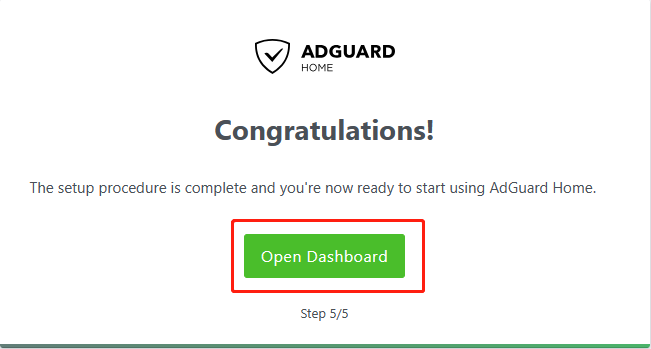 ADGUARD
HOME
Congratulations!
The setup procedure is complete and you're now ready to start using AdGuard Home.
Open Dashboard
Step 5/5